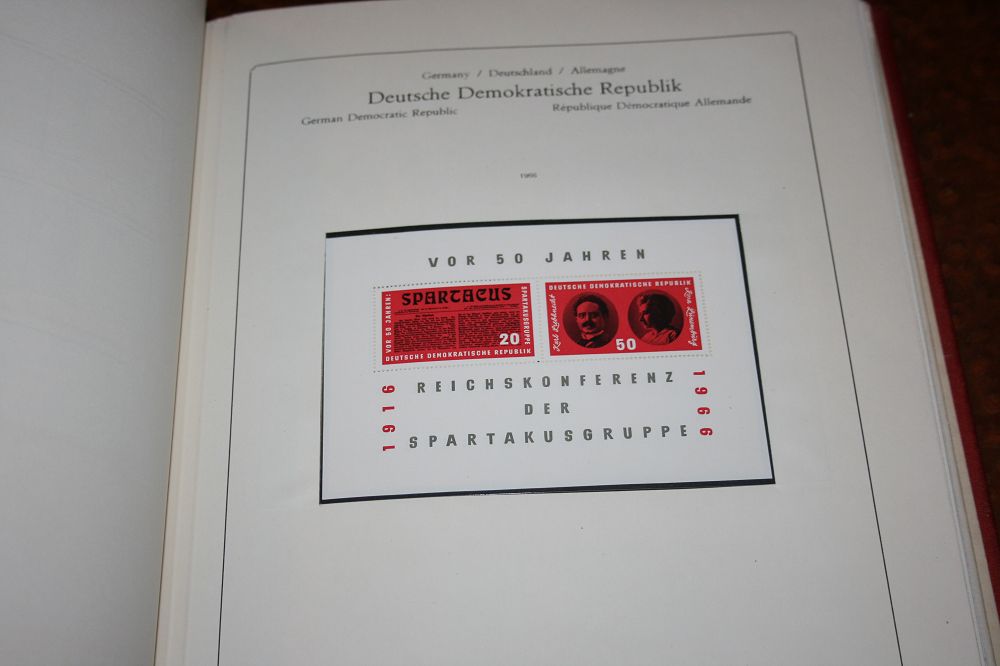 Germany / Deutschland / Allemagne
Deutsche Demokratische Republik
German Democratic Republic
République Démocratique Allemande
1966
VOR 50 JAHREN
VOR 50 JAHREN:
SPARTACUS
SPARTAKUSGRUPPE
20
DEUTSCHE DEMOKRATISCHE REPUBLIK
DEUTSCHE DEMOKRATISCHE REPUBLIK
Karl Liebknecht
Rosa Luxemburg
50
1916
REICHSKONFERENZ
DER
SPARTAKUSGRUPPE
1966